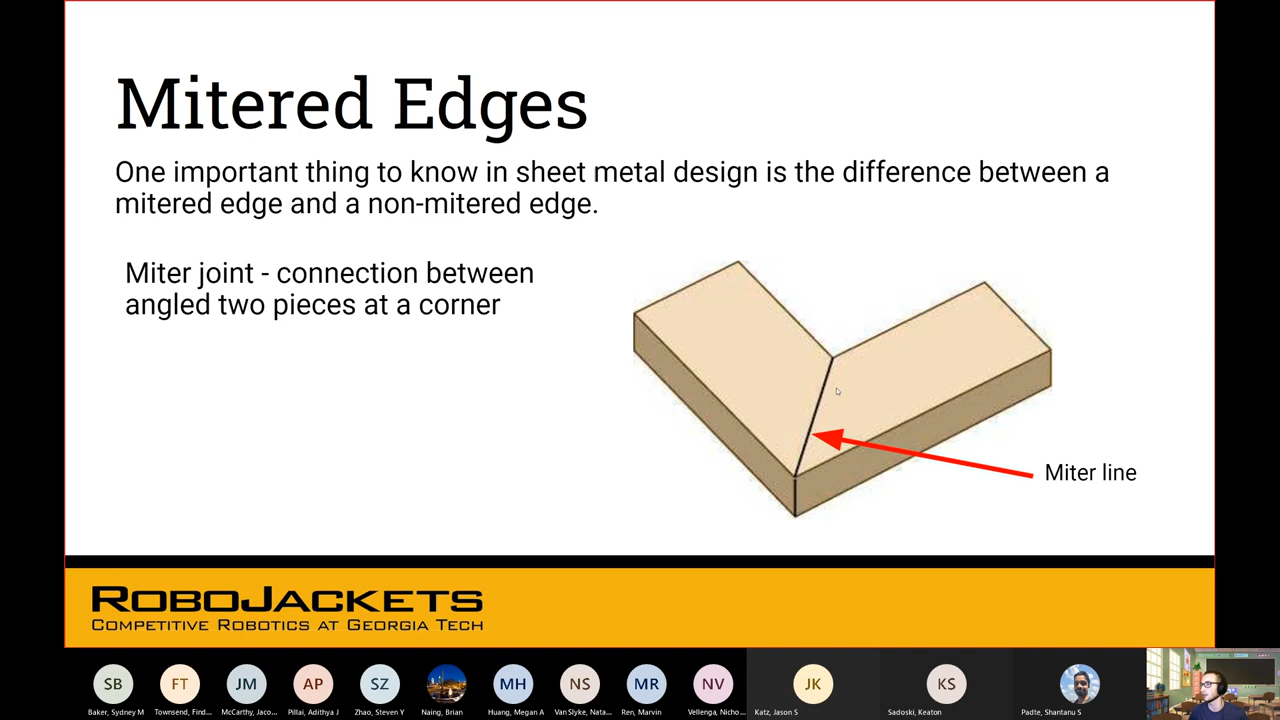 Mitered Edges
One important thing to know in sheet metal design is the difference between a
mitered edge and a non-mitered edge.
Miter joint - connection between
angled two pieces at a corner
Miter line
ROBOJACKETS
COMPETITIVE ROBOTICS AT GEORGIA TECH
SB FT JM AP SZ MH NS MR NV JK KS
Baker, Sydney M Townsend, Find... McCarthy, Jaco... Pillai, Adithya J Zhao, Steven Y Naing, Brian Huang, Megan A Van Slyke, Nata... Ren, Marvin Vellenga, Nicho... Katz, Jason S Sadoski, Keaton Padte, Shantanu S